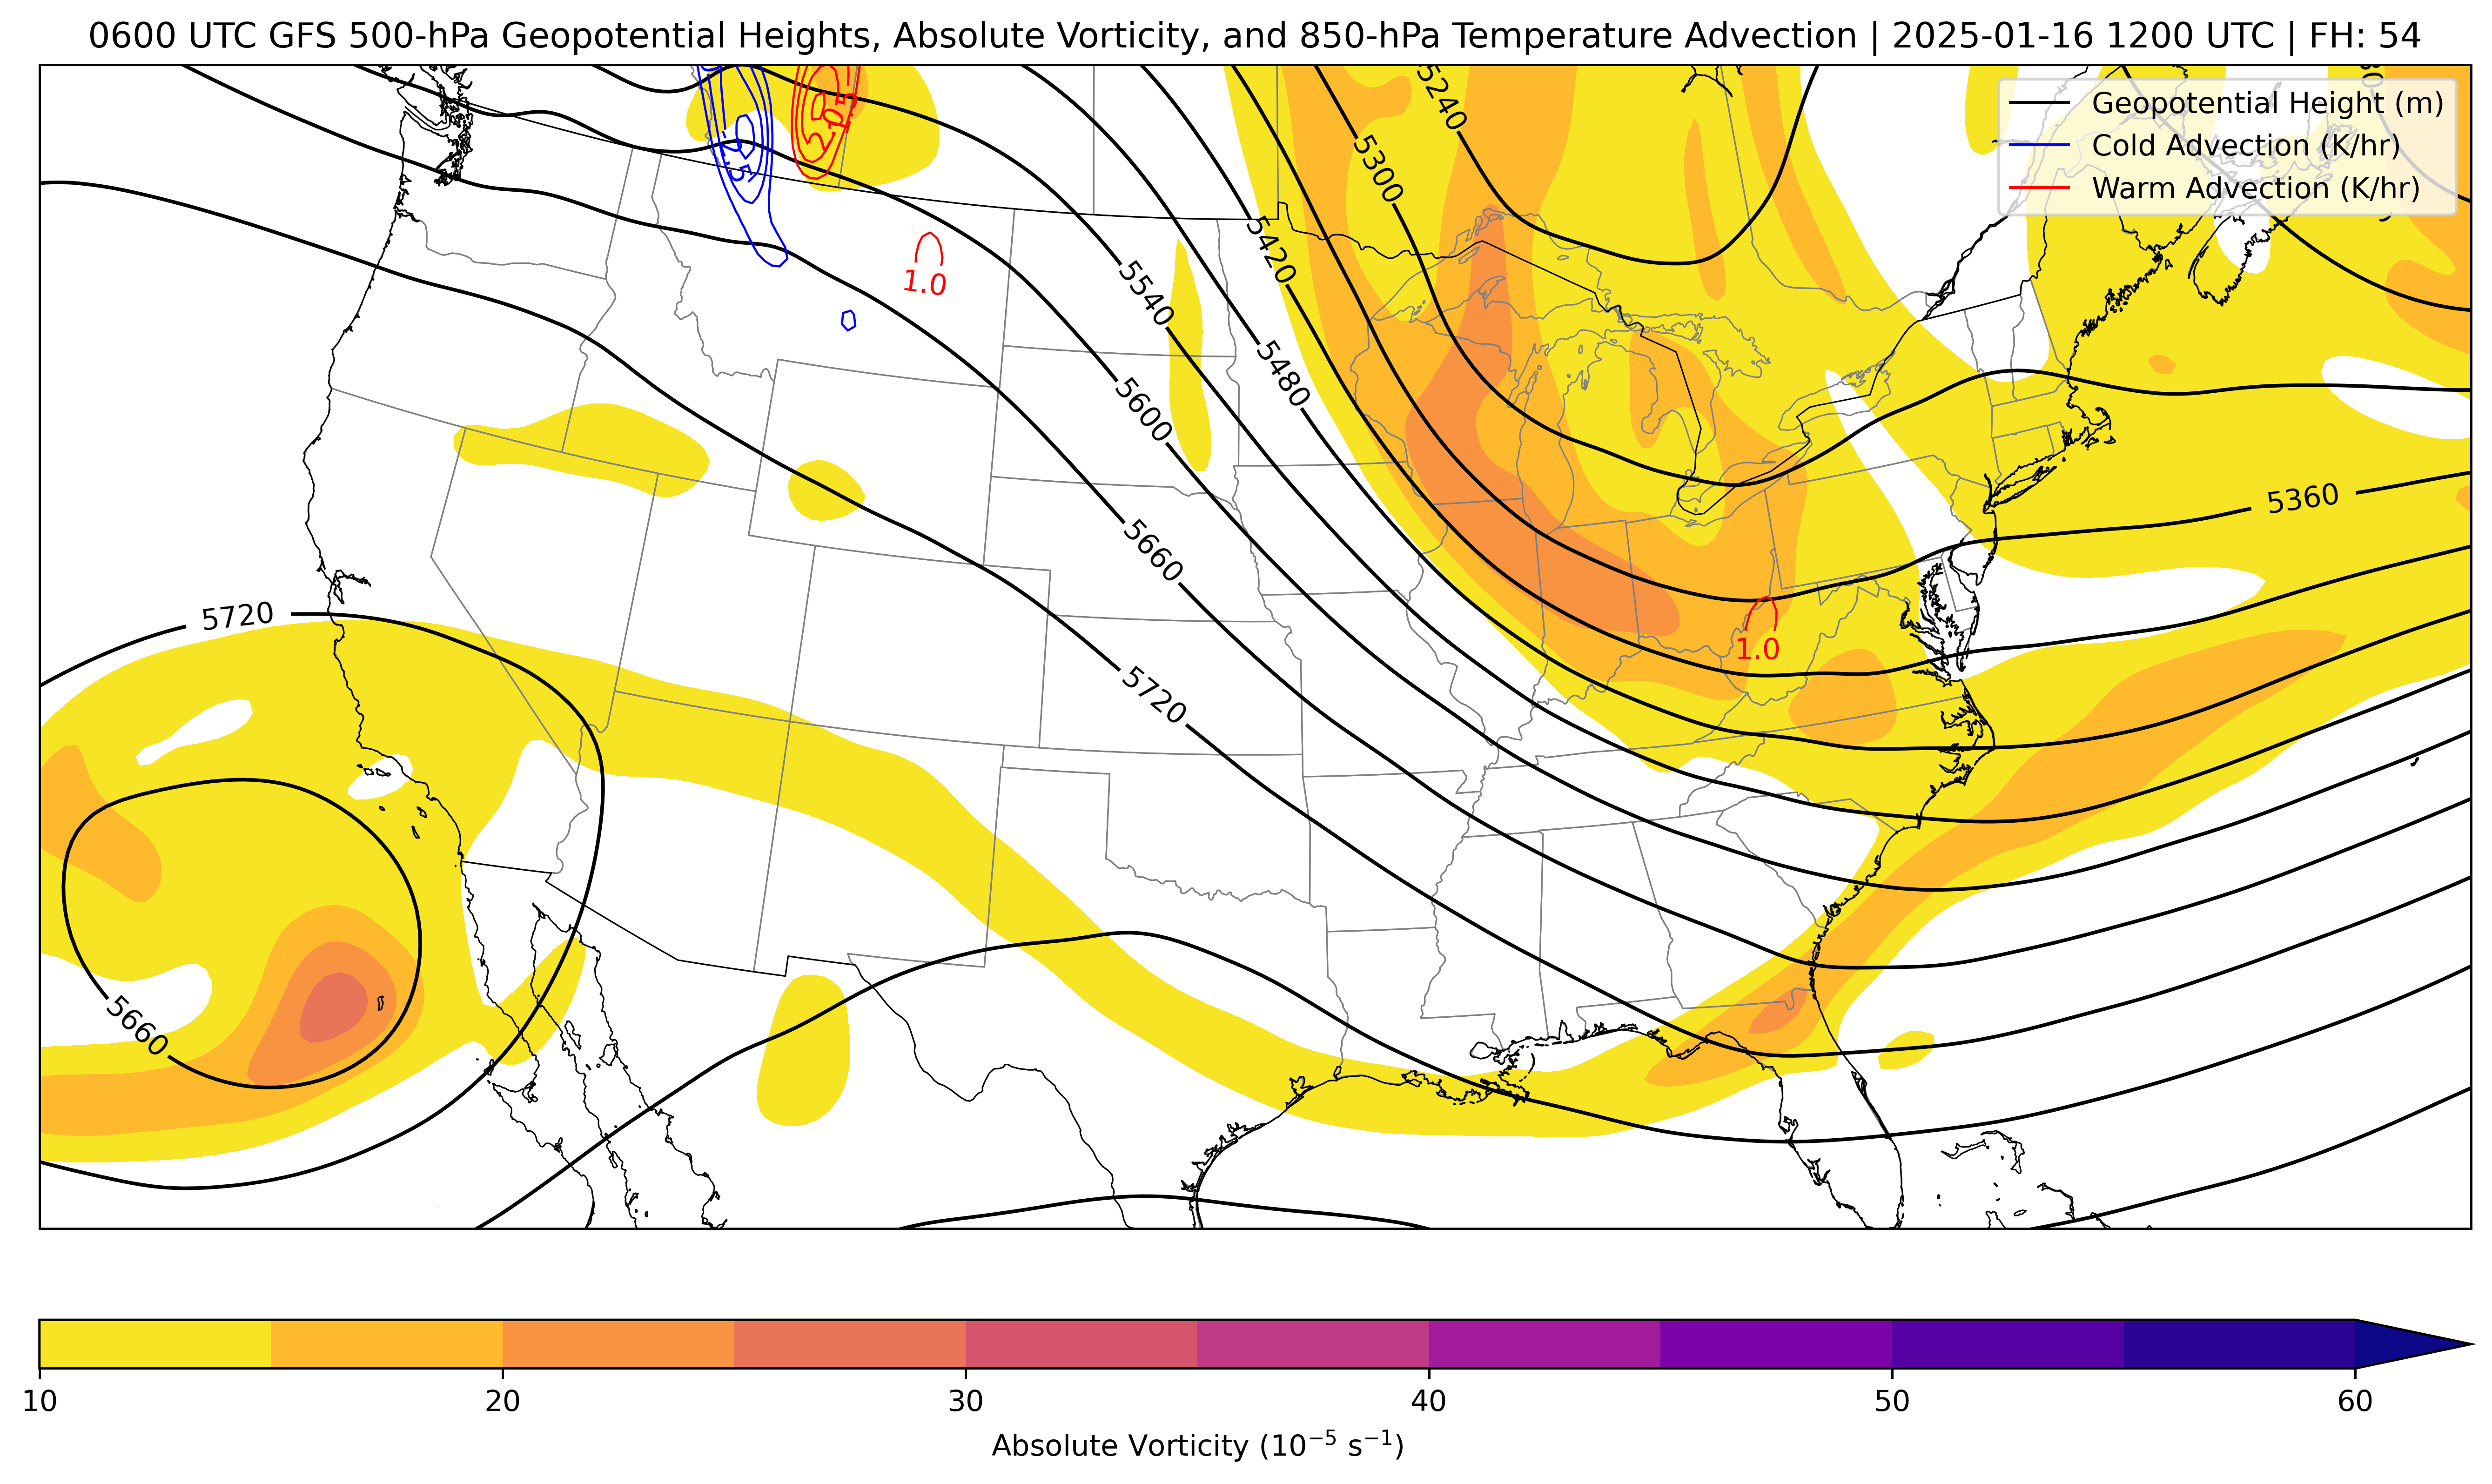 0600 UTC GFS 500-hPa Geopotential Heights, Absolute Vorticity, and 850-hPa Temperature Advection | 2025-01-16 1200 UTC | FH: 54
Geopotential Height (m)
Cold Advection (K/hr)
Warm Advection (K/hr)
5240
5300
5420
5540
1.0
5480
5600
5360
5660
5720
1.0
5720
5660
10 20 30 40 50 60
Absolute Vorticity (10⁻⁵ s⁻¹)